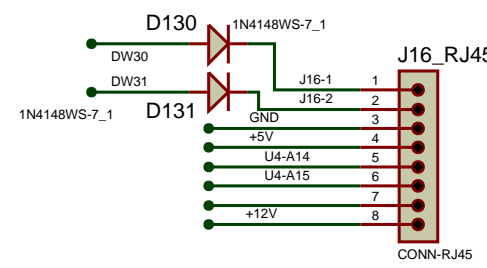 D130
1N4148WS-7_1
DW30
J16_RJ45
DW31
J16-1
1
1N4148WS-7_1
D131
J16-2
2
GND
3
+5V
4
U4-A14
5
U4-A15
6
7
+12V
8
CONN-RJ45